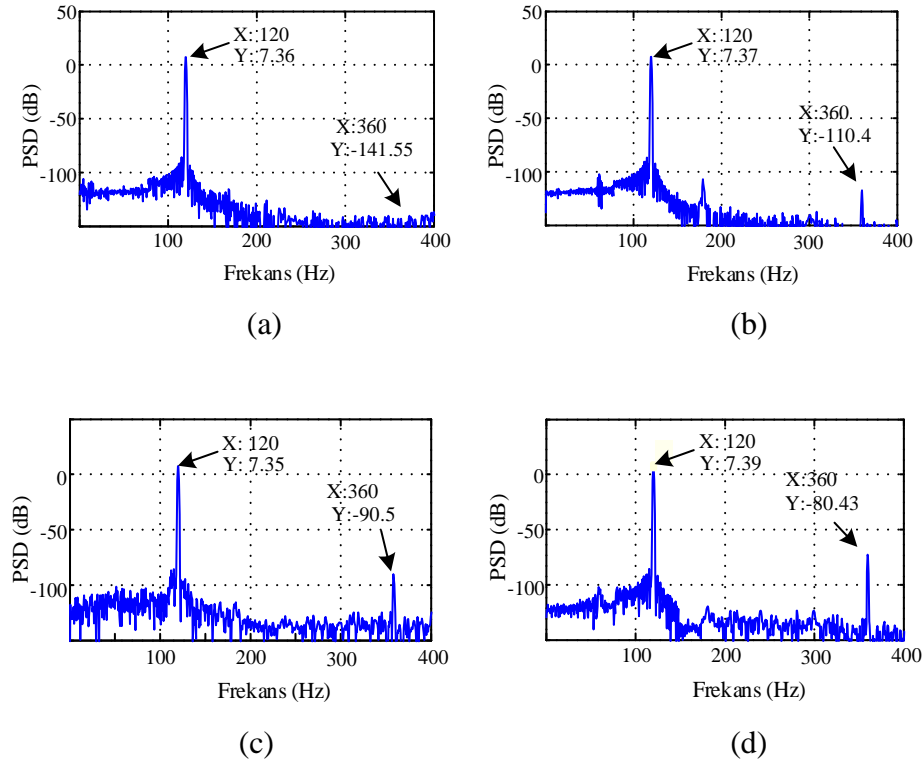 50
0
-50
-100
PSD (dB)
X: 120
Y: 7.36
X:360
Y:-141.55
100
200
300
400
Frekans (Hz)
(a)
50
0
-50
-100
PSD (dB)
X: 120
Y: 7.37
X:360
Y:-110.4
100
200
300
400
Frekans (Hz)
(b)
0
-50
-100
PSD (dB)
X: 120
Y: 7.35
X:360
Y:-90.5
100
200
300
400
Frekans (Hz)
(c)
0
-50
-100
PSD (dB)
X: 120
Y: 7.39
X:360
Y:-80.43
100
200
300
400
Frekans (Hz)
(d)